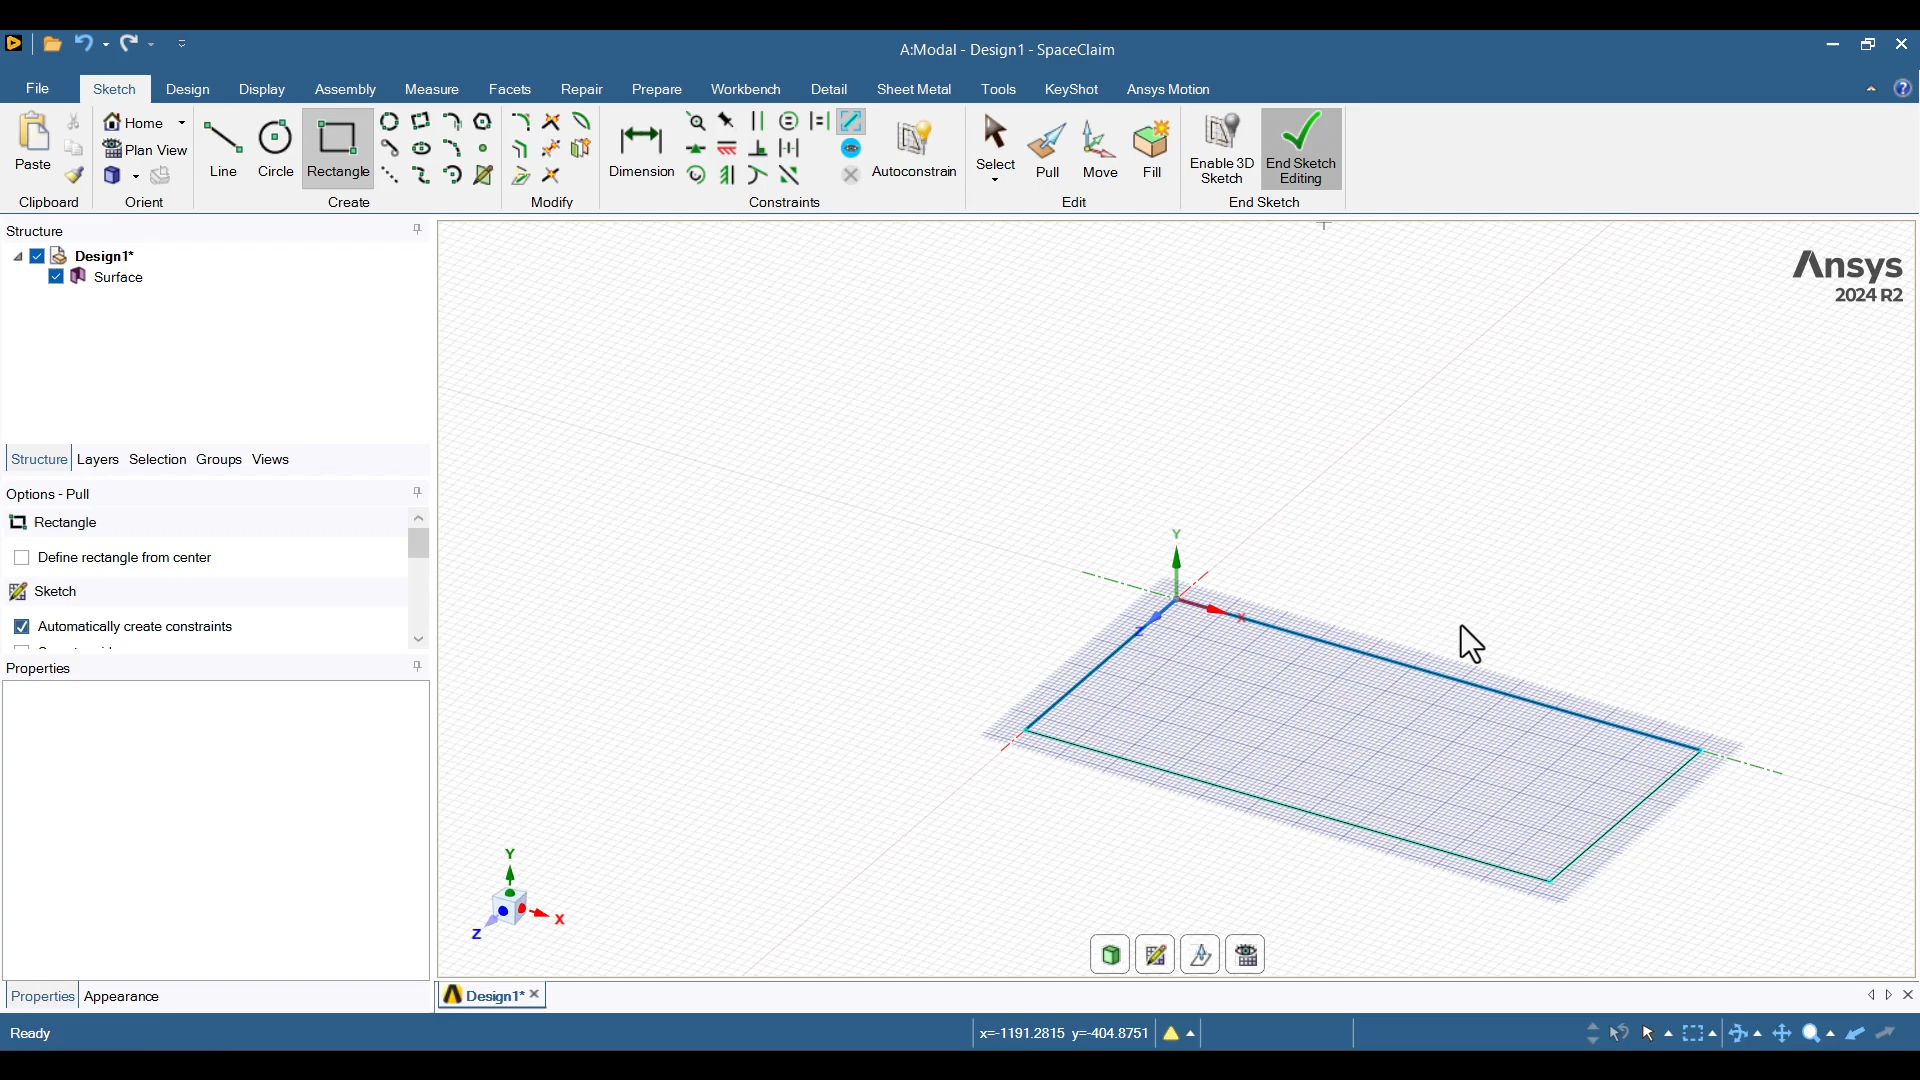 A:Modal - Design1 - SpaceClaim
File Sketch Design Display Assembly Measure Facets Repair Prepare Workbench Detail Sheet Metal Tools KeyShot Ansys Motion
Paste
Home
Plan View
Line
Circle
Rectangle
Dimension
Autoconstrain
Select
Pull
Move
Fill
Enable 3D
Sketch
End Sketch
Editing
Clipboard Orient Create Modify Constraints Edit End Sketch
Structure
Design1*
Surface
Structure Layers Selection Groups Views
Options - Pull
Rectangle
Define rectangle from center
Sketch
Automatically create constraints
Properties
Properties Appearance
Ansys
2024 R2
Y
X
Z
Y
X
Z
Design1*
Ready
x=-1191.2815 y=-404.8751